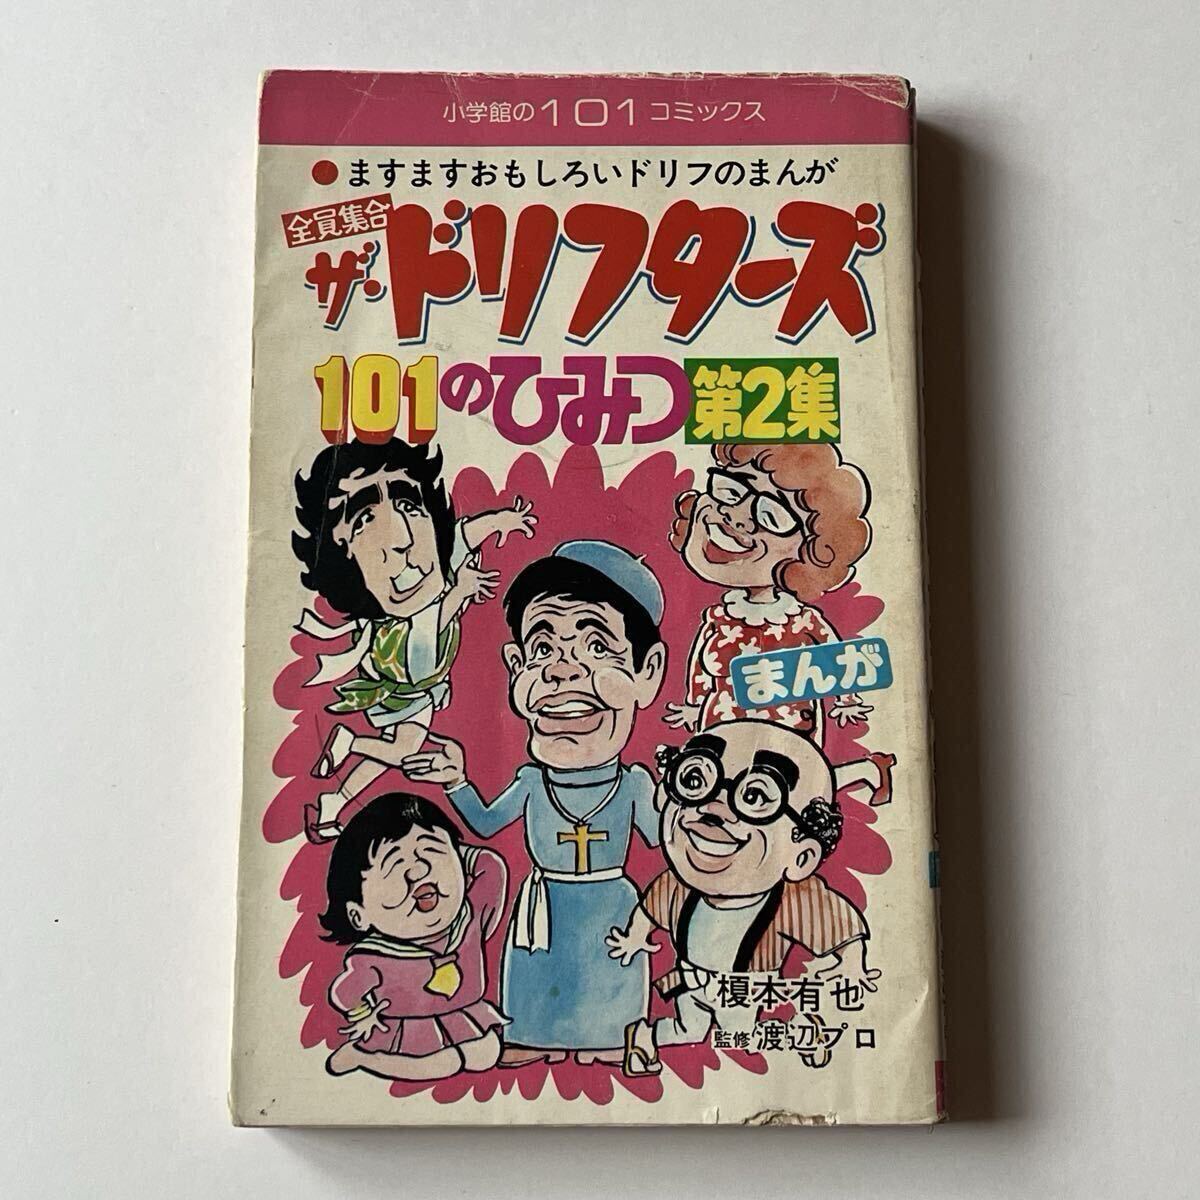 小学館の101コミックス
●ますますおもしろいドリフのまんが
全員集合
ザ・ドリフターズ
101のひみつ 第2集
まんが
榎本有也
監修 渡辺プロ